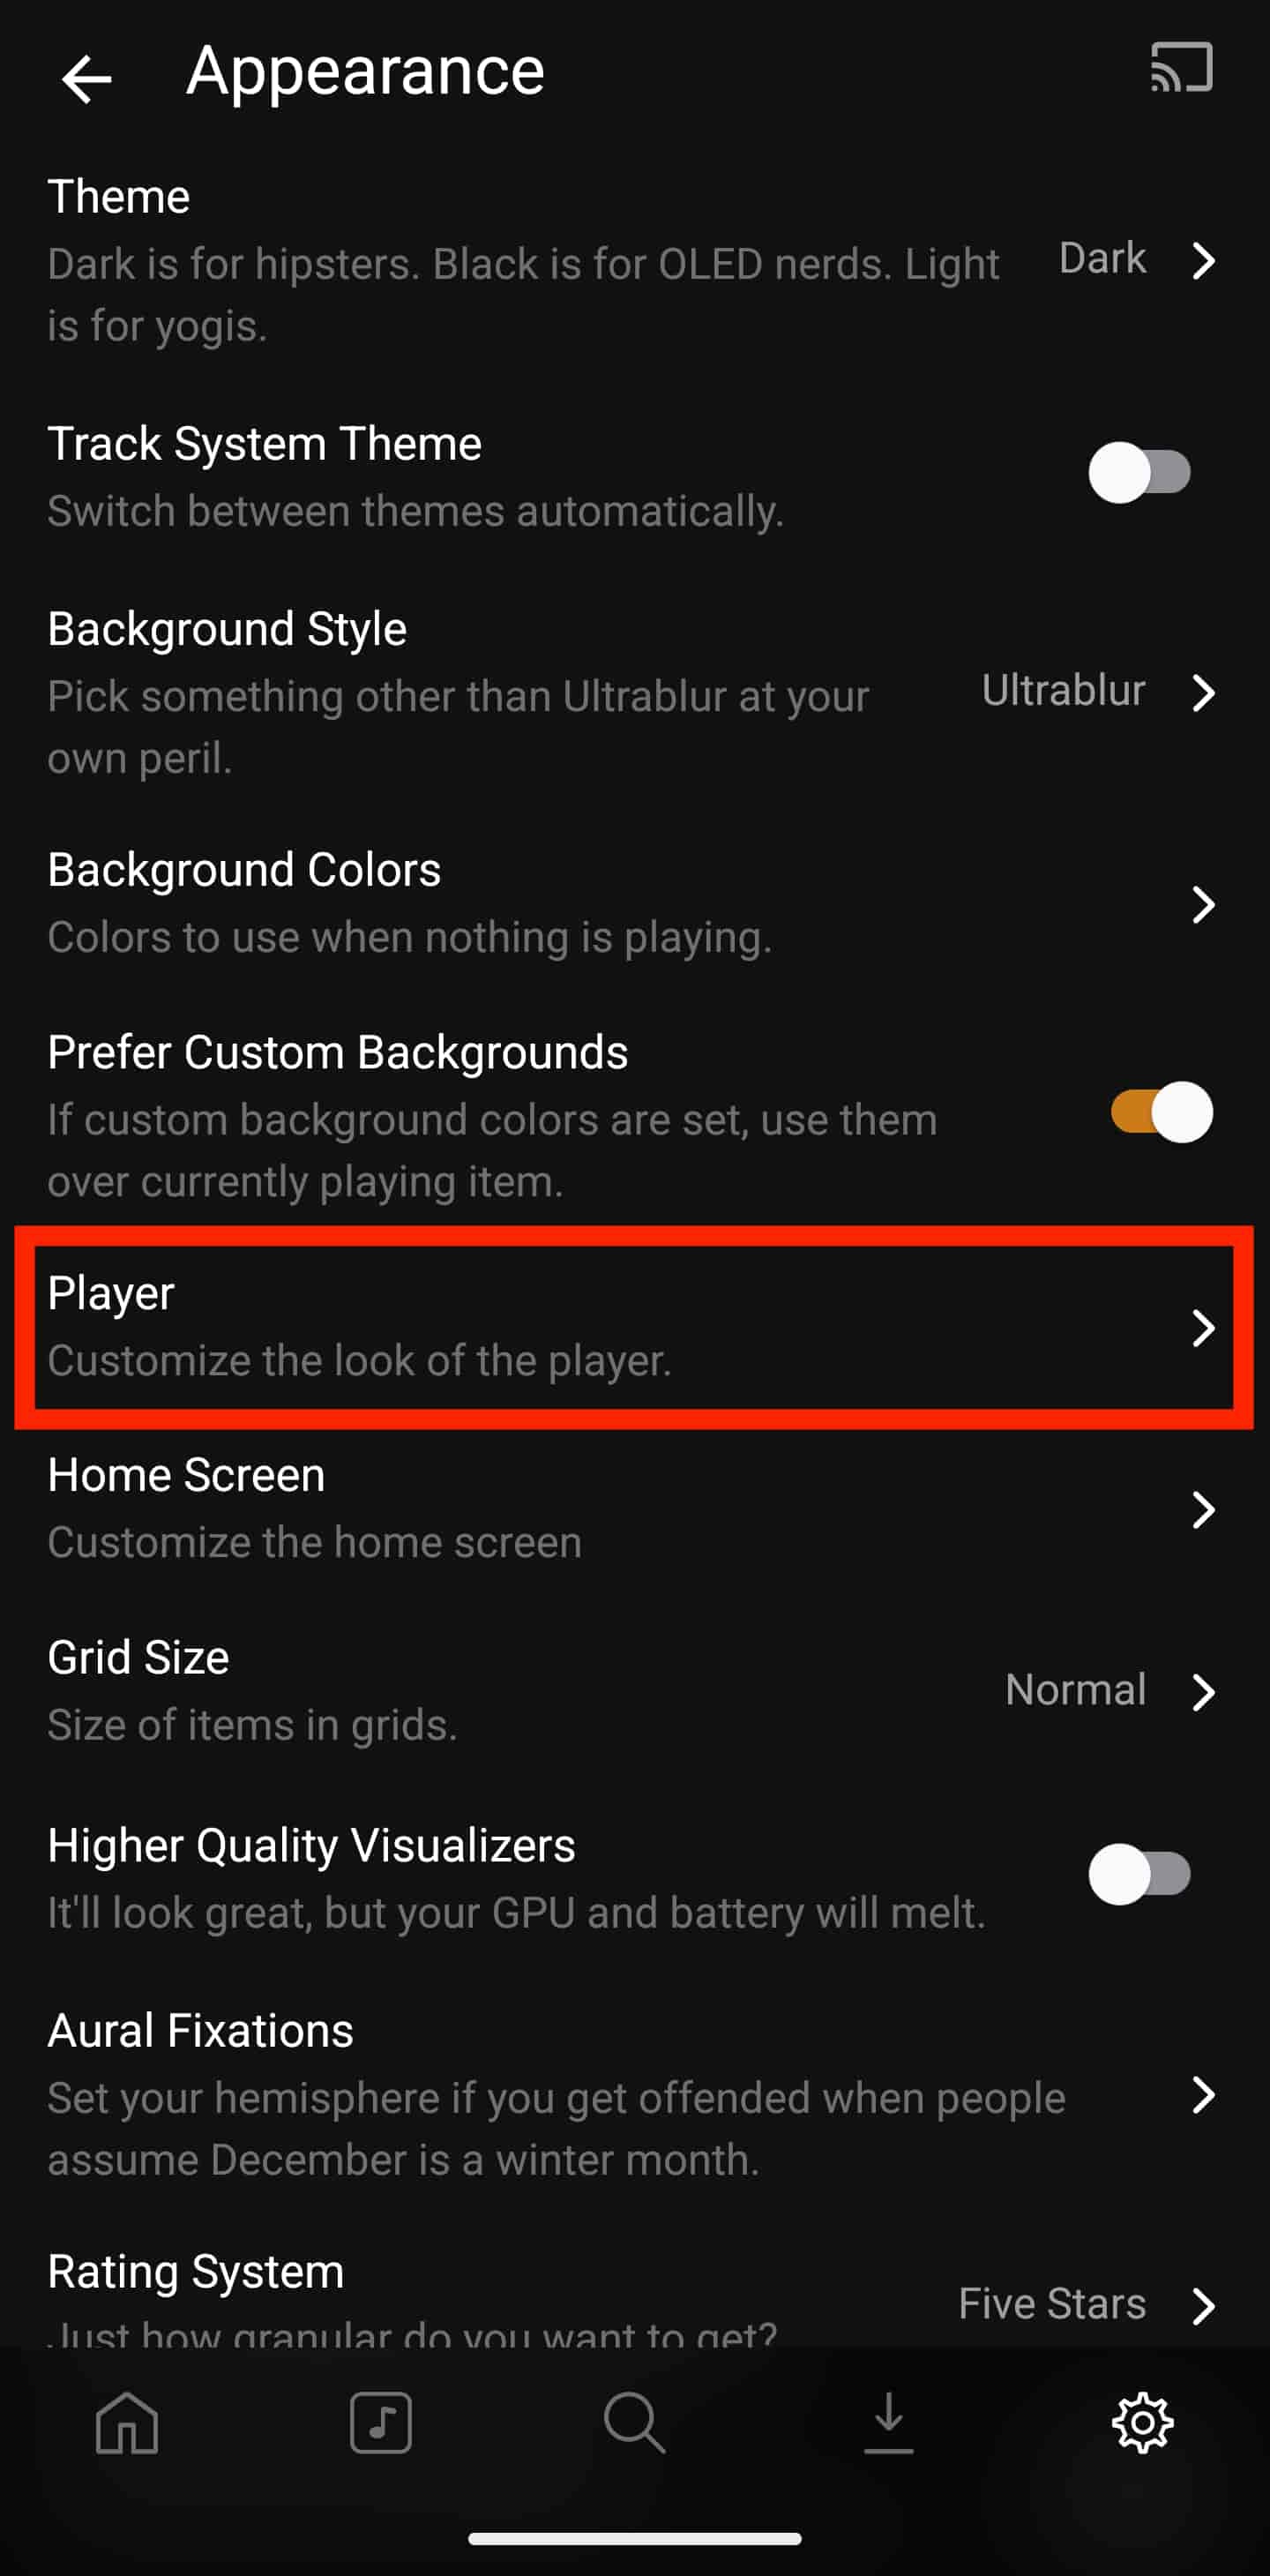 Appearance
Theme
Dark is for hipsters. Black is for OLED nerds. Light
is for yogis.
Dark
Track System Theme
Switch between themes automatically.
Background Style
Pick something other than Ultrablur at your
own peril.
Ultrablur
Background Colors
Colors to use when nothing is playing.
Prefer Custom Backgrounds
If custom background colors are set, use them
over currently playing item.
Player
Customize the look of the player.
Home Screen
Customize the home screen
Grid Size
Size of items in grids.
Normal
Higher Quality Visualizers
It'll look great, but your GPU and battery will melt.
Aural Fixations
Set your hemisphere if you get offended when people
assume December is a winter month.
Rating System
Just how granular do you want to get?
Five Stars